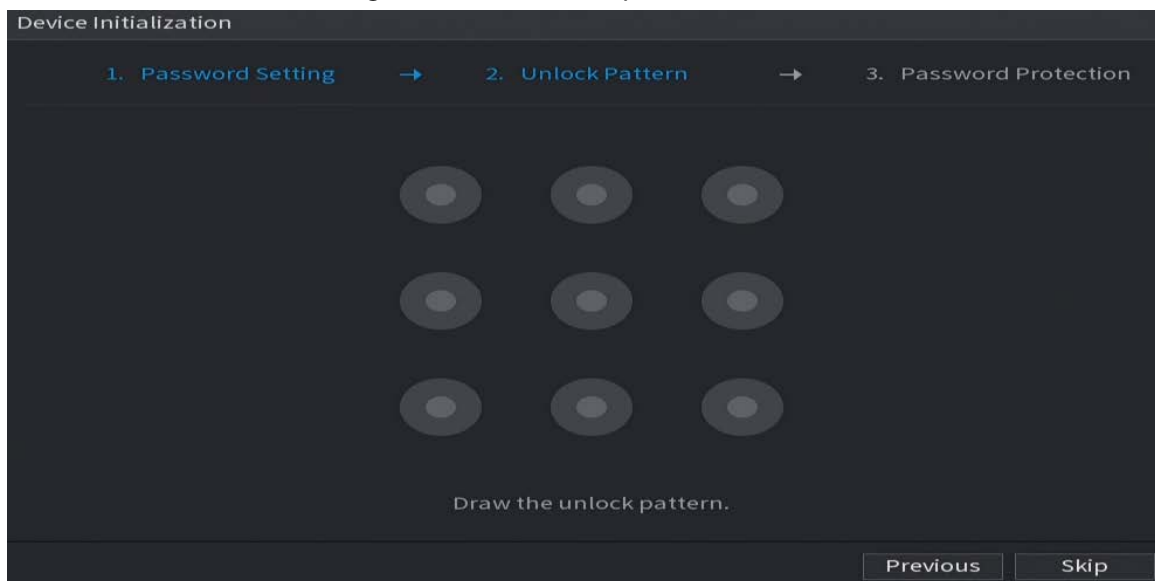 Device Initialization
1. Password Setting → 2. Unlock Pattern → 3. Password Protection
Draw the unlock pattern.
Previous Skip